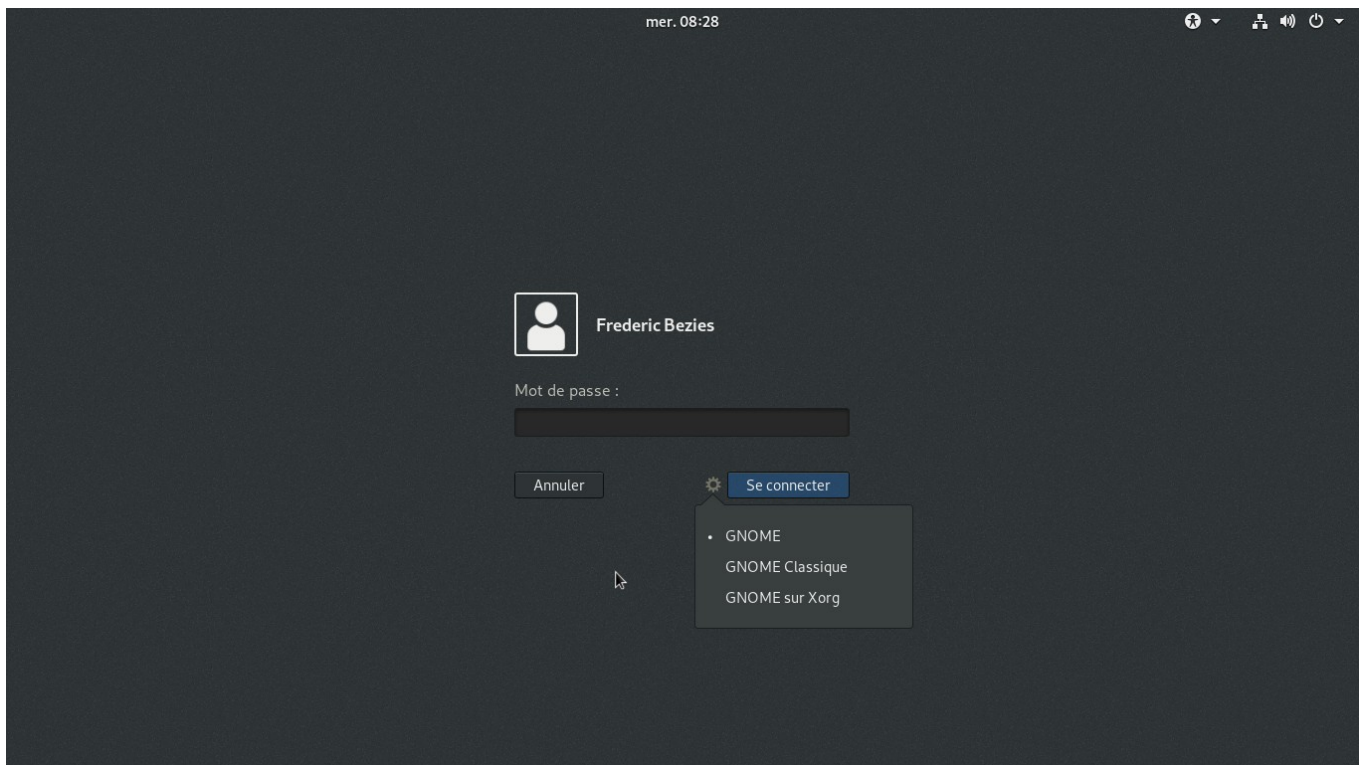 mer. 08:28
Frederic Bezies
Mot de passe :
Annuler
Se connecter
• GNOME
GNOME Classique
GNOME sur Xorg